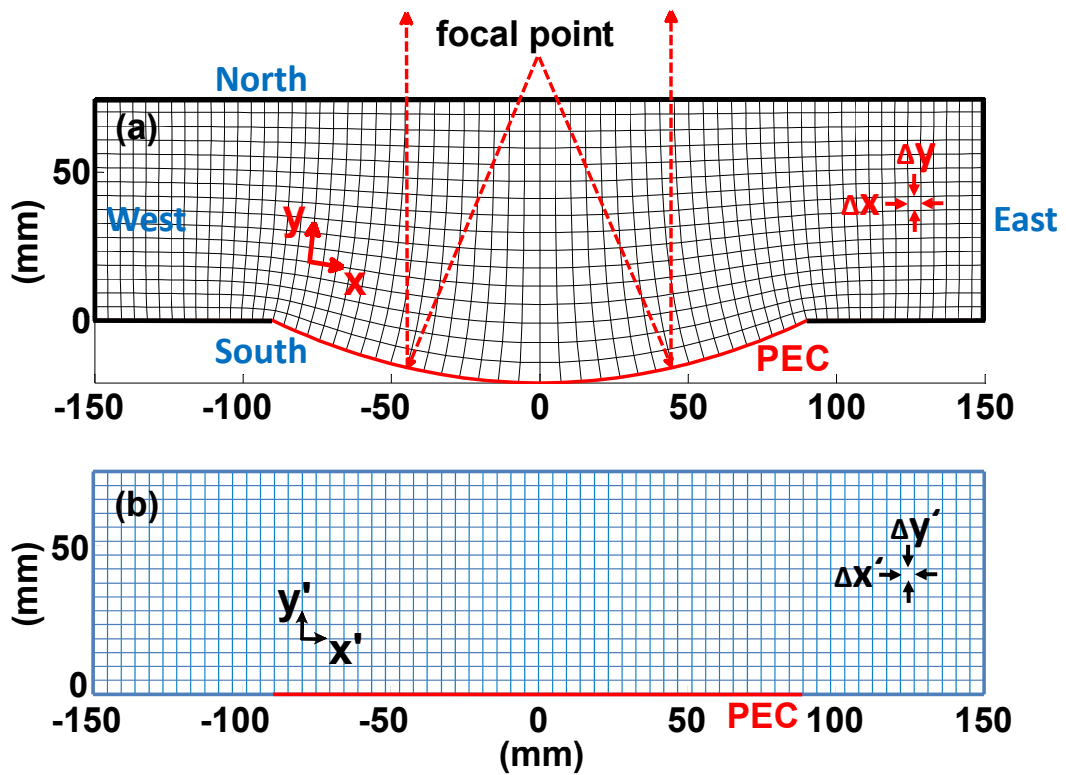 focal point
North
(a)
Δy
Δx
50
West
East
y
x
(mm)
0
South
PEC
-150 -100 -50 0 50 100 150
(b)
Δy´
Δx´
50
(mm)
y'
x'
0
PEC
-150 -100 -50 0 50 100 150
(mm)